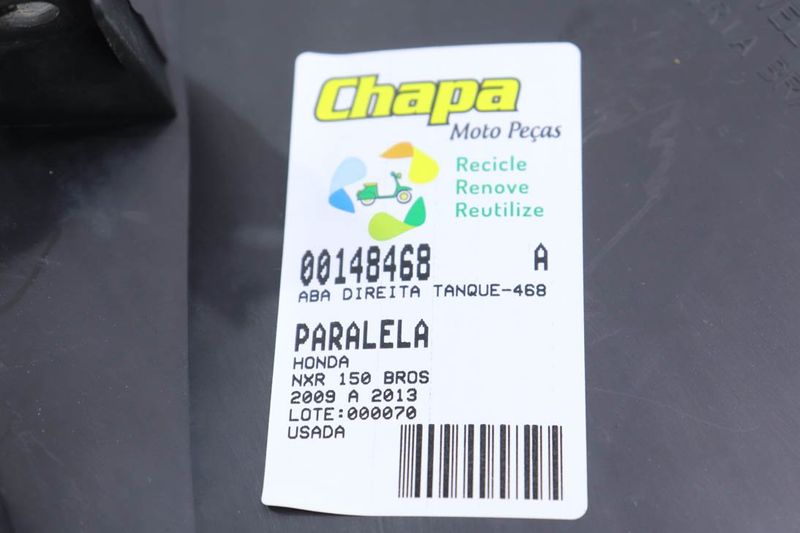 Chapa
Moto Peças
Recicle
Renove
Reutilize
00148468 A
ABA DIREITA TANQUE-468
PARALELA
HONDA
NXR 150 BROS
2009 A 2013
LOTE:000070
USADA